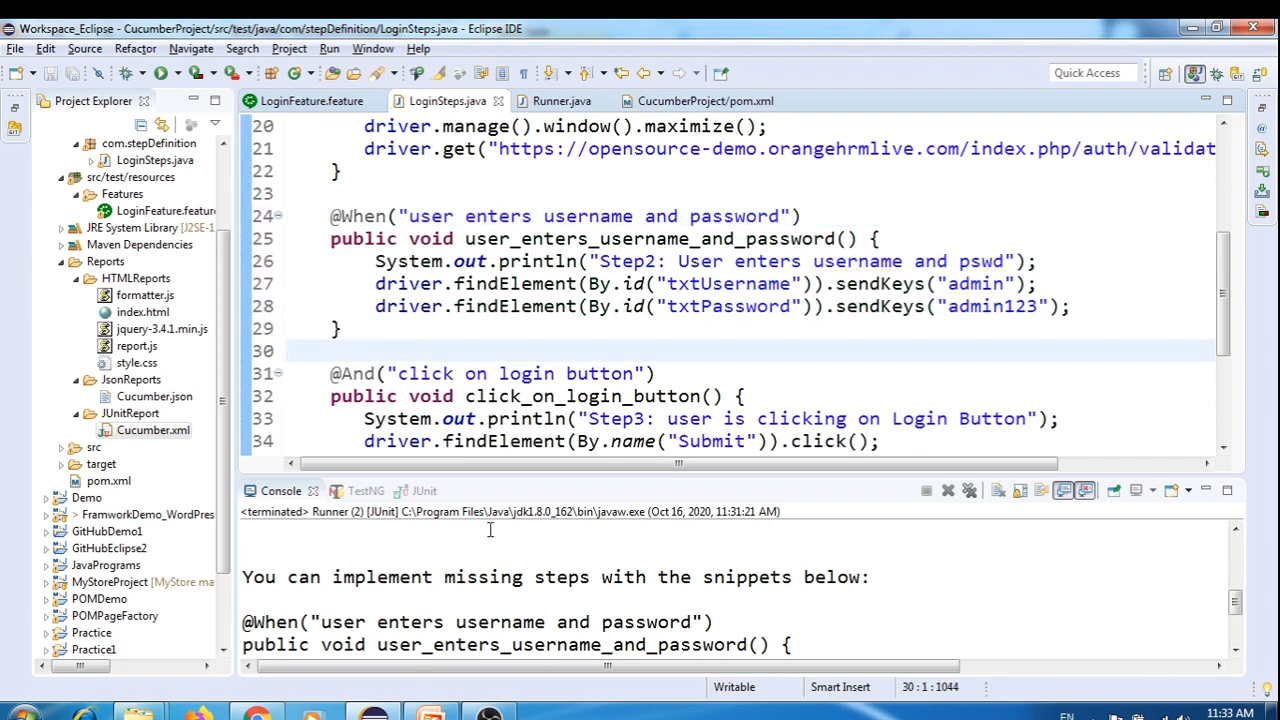 Workspace_Eclipse - CucumberProject/src/test/java/com/stepDefinition/LoginSteps.java - Eclipse IDE
File Edit Source Refactor Navigate Search Project Run Window Help
Quick Access
Project Explorer
LoginFeature.feature LoginSteps.java Runner.java CucumberProject/pom.xml
com.stepDefinition
LoginSteps.java
src/test/resources
Features
LoginFeature.feature
JRE System Library [J2SE-1
Maven Dependencies
Reports
HTMLReports
formatter.js
index.html
jquery-3.4.1.min.js
report.js
style.css
JsonReports
Cucumber.json
JUnitReport
Cucumber.xml
src
target
pom.xml
Demo
> FramworkDemo_WordPres
GitHubDemo1
GitHubEclipse2
JavaPrograms
MyStoreProject [MyStore ma
POMDemo
POMPageFactory
Practice
Practice1
20 driver.manage().window().maximize();
21 driver.get("https://opensource-demo.orangehrmlive.com/index.php/auth/validat
22 }
23
24 @When("user enters username and password")
25 public void user_enters_username_and_password() {
26 System.out.println("Step2: User enters username and pswd");
27 driver.findElement(By.id("txtUsername")).sendKeys("admin");
28 driver.findElement(By.id("txtPassword")).sendKeys("admin123");
29 }
30
31 @And("click on login button")
32 public void click_on_login_button() {
33 System.out.println("Step3: user is clicking on Login Button");
34 driver.findElement(By.name("Submit")).click();
Console TestNG JUnit
<terminated> Runner (2) [JUnit] C:\Program Files\Java\jdk1.8.0_162\bin\javaw.exe (Oct 16, 2020, 11:31:21 AM)
You can implement missing steps with the snippets below:
@When("user enters username and password")
public void user_enters_username_and_password() {
Writable Smart Insert 30 : 1 : 1044
EN 11:33 AM